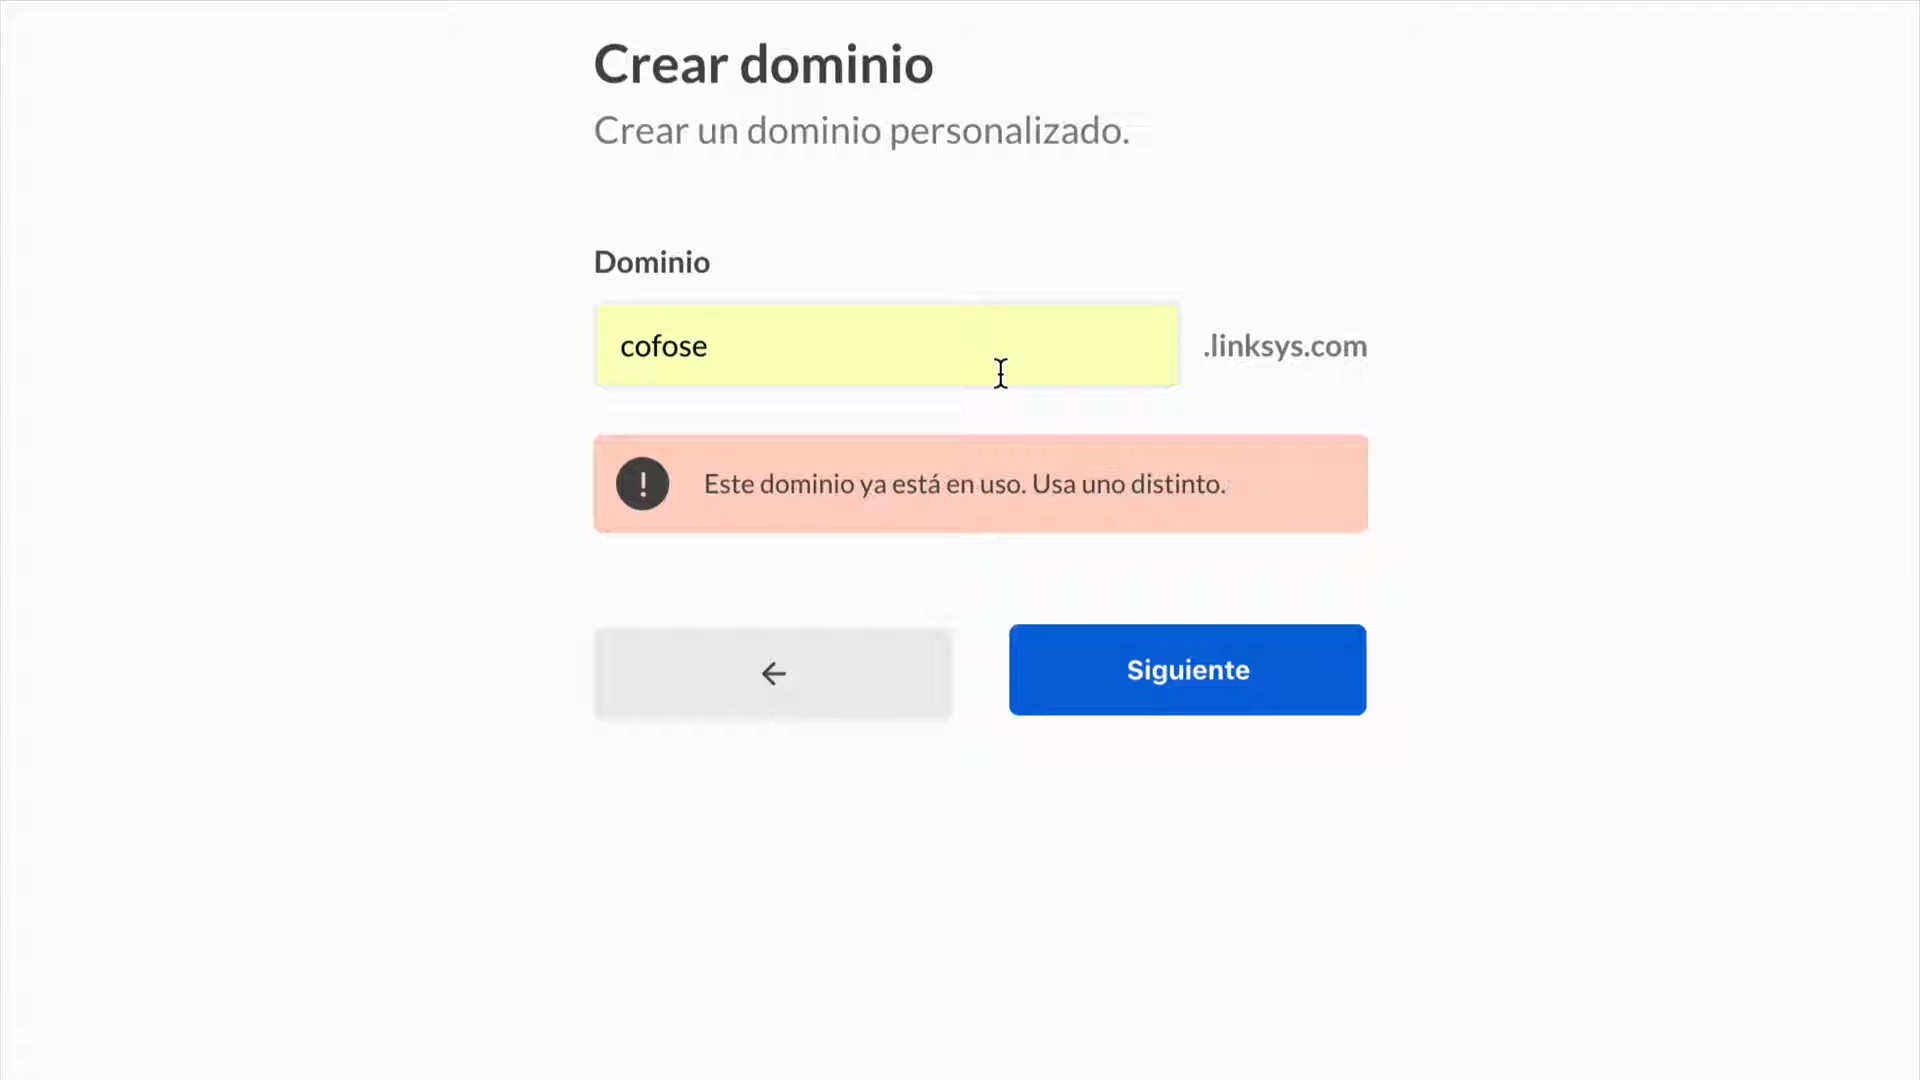 Crear dominio
Crear un dominio personalizado.
Dominio
cofose .linksys.com
! Este dominio ya está en uso. Usa uno distinto.
← Siguiente